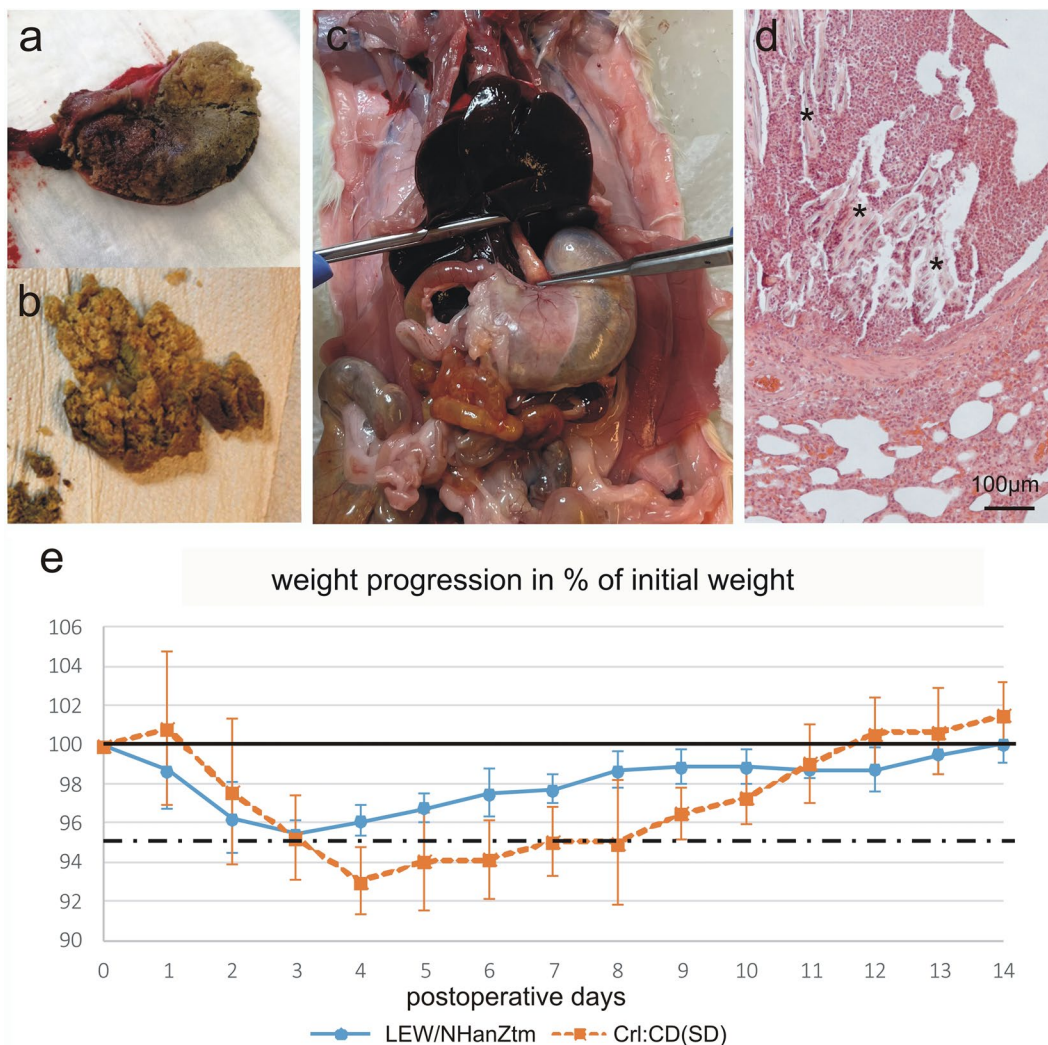 a
b
c
d
*
*
*
100µm
e
weight progression in % of initial weight
106
104
102
100
98
96
94
92
90
0 1 2 3 4 5 6 7 8 9 10 11 12 13 14
postoperative days
LEW/NHanZtm Crl:CD(SD)